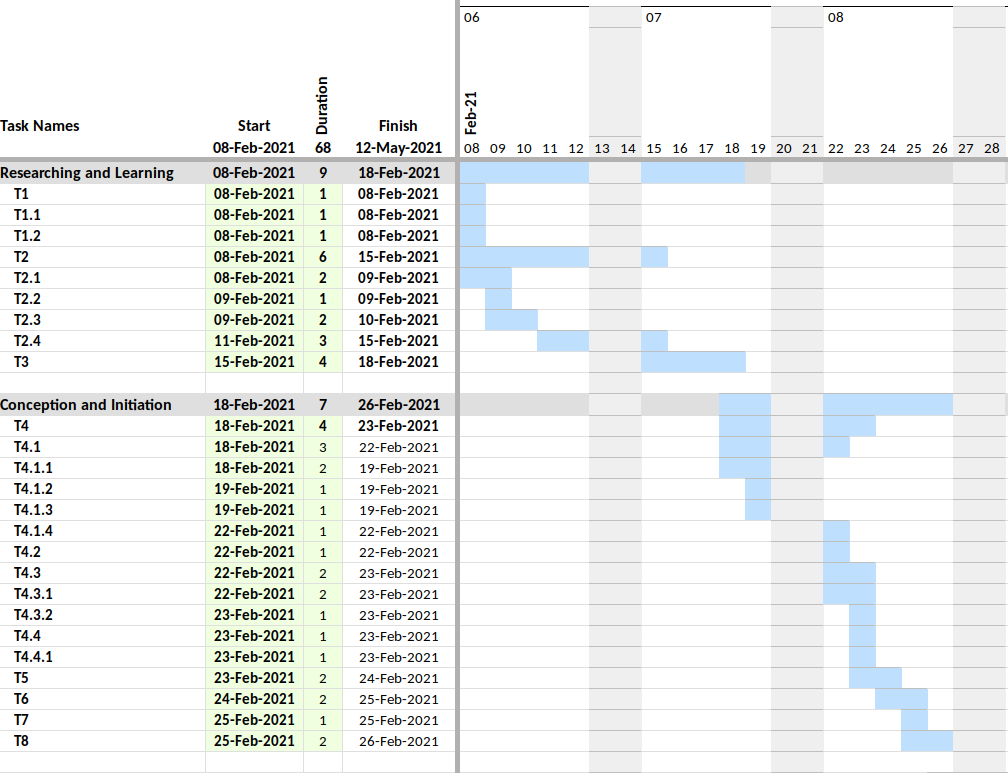 06 07 08
Feb-21
Duration
Task Names Start Finish
08-Feb-2021 68 12-May-2021 08 09 10 11 12 13 14 15 16 17 18 19 20 21 22 23 24 25 26 27 28
Researching and Learning 08-Feb-2021 9 18-Feb-2021
T1 08-Feb-2021 1 08-Feb-2021
T1.1 08-Feb-2021 1 08-Feb-2021
T1.2 08-Feb-2021 1 08-Feb-2021
T2 08-Feb-2021 6 15-Feb-2021
T2.1 08-Feb-2021 2 09-Feb-2021
T2.2 09-Feb-2021 1 09-Feb-2021
T2.3 09-Feb-2021 2 10-Feb-2021
T2.4 11-Feb-2021 3 15-Feb-2021
T3 15-Feb-2021 4 18-Feb-2021
Conception and Initiation 18-Feb-2021 7 26-Feb-2021
T4 18-Feb-2021 4 23-Feb-2021
T4.1 18-Feb-2021 3 22-Feb-2021
T4.1.1 18-Feb-2021 2 19-Feb-2021
T4.1.2 19-Feb-2021 1 19-Feb-2021
T4.1.3 19-Feb-2021 1 19-Feb-2021
T4.1.4 22-Feb-2021 1 22-Feb-2021
T4.2 22-Feb-2021 1 22-Feb-2021
T4.3 22-Feb-2021 2 23-Feb-2021
T4.3.1 22-Feb-2021 2 23-Feb-2021
T4.3.2 23-Feb-2021 1 23-Feb-2021
T4.4 23-Feb-2021 1 23-Feb-2021
T4.4.1 23-Feb-2021 1 23-Feb-2021
T5 23-Feb-2021 2 24-Feb-2021
T6 24-Feb-2021 2 25-Feb-2021
T7 25-Feb-2021 1 25-Feb-2021
T8 25-Feb-2021 2 26-Feb-2021